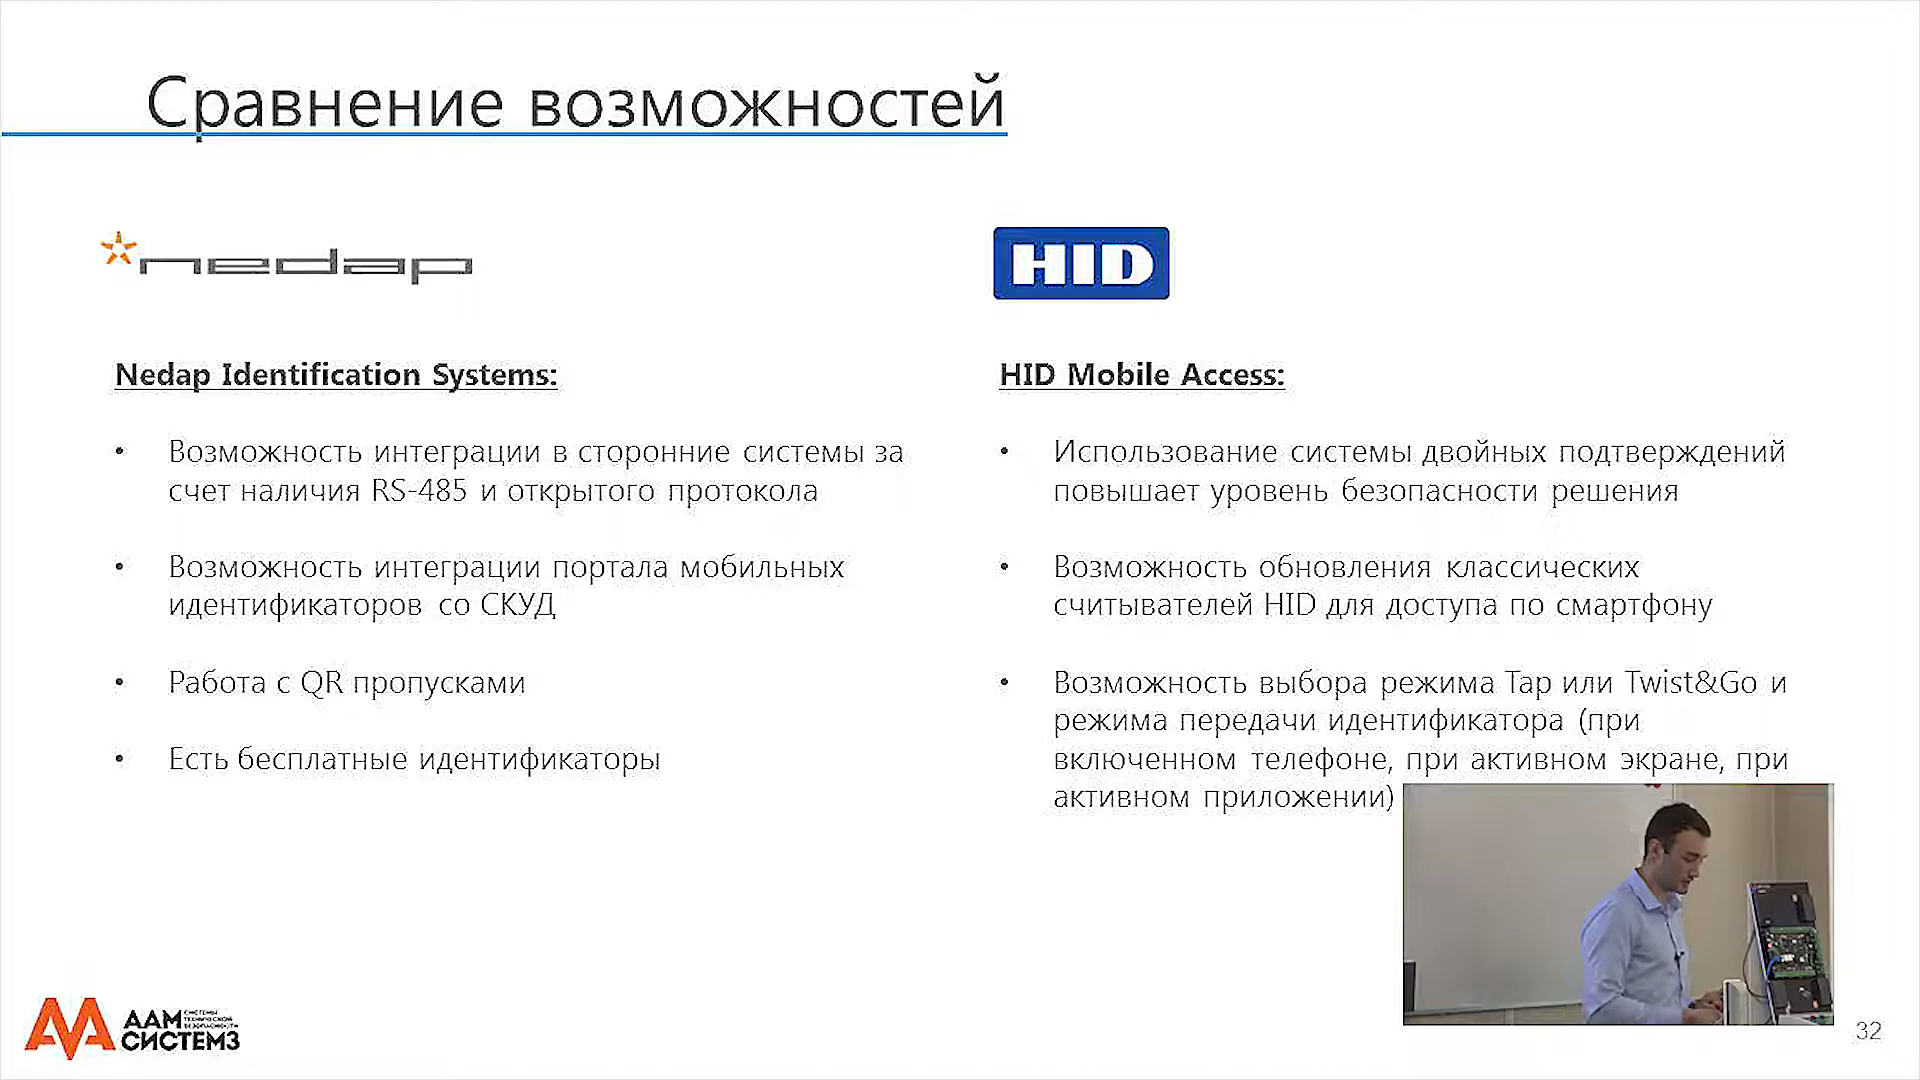 Сравнение возможностей
nedap
HID
Nedap Identification Systems:
• Возможность интеграции в сторонние системы за
счет наличия RS-485 и открытого протокола
• Возможность интеграции портала мобильных
идентификаторов со СКУД
• Работа с QR пропусками
• Есть бесплатные идентификаторы
HID Mobile Access:
• Использование системы двойных подтверждений
повышает уровень безопасности решения
• Возможность обновления классических
считывателей HID для доступа по смартфону
• Возможность выбора режима Tap или Twist&Go и
режима передачи идентификатора (при
включенном телефоне, при активном экране, при
активном приложении)
ААМ
СИСТЕМЗ
СИСТЕМЫ
ТЕХНИЧЕСКОЙ
БЕЗОПАСНОСТИ
32